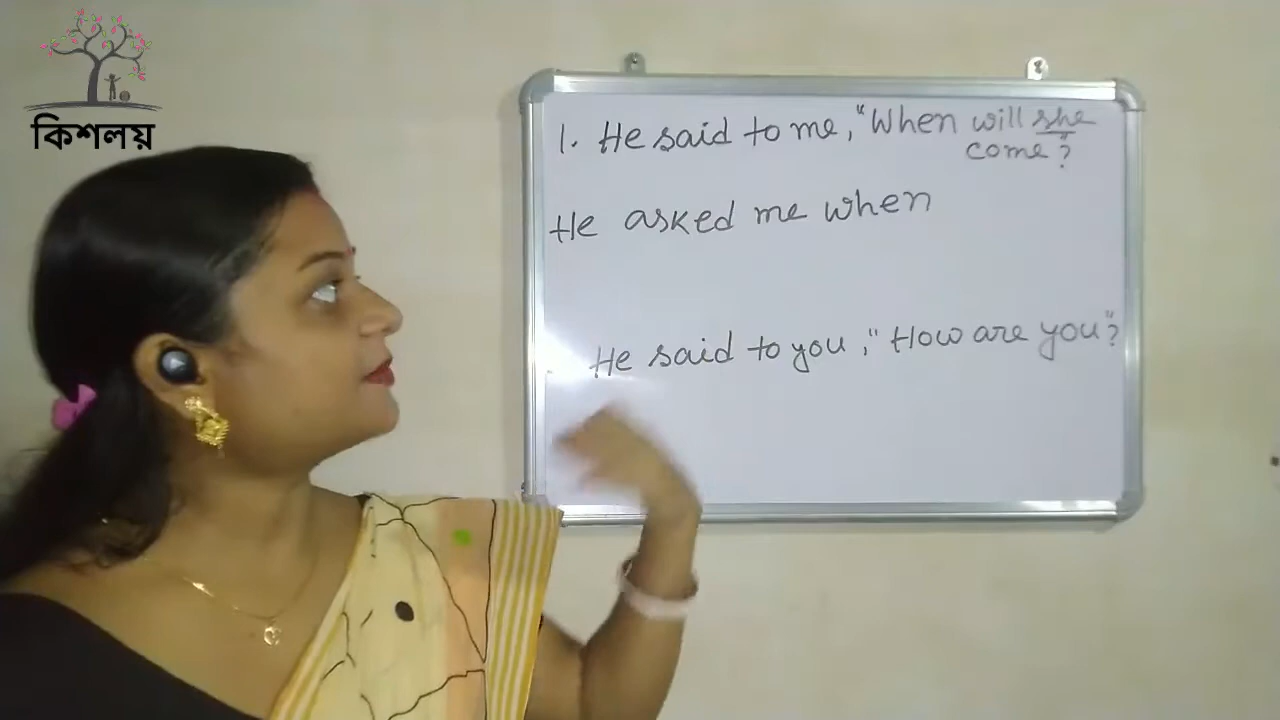 কিশলয়
1. He said to me, "When will she
come"?
He asked me when
He said to you, "How are you"?